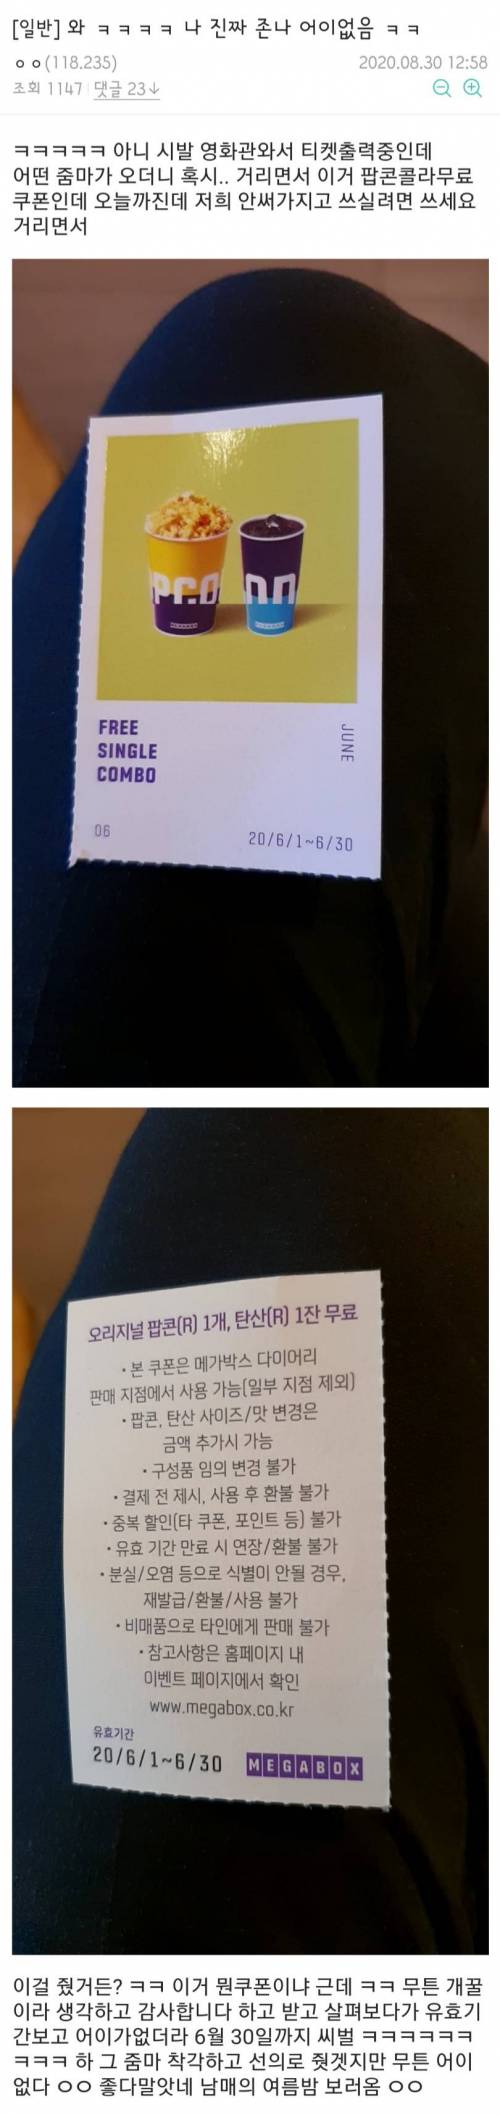 [일반] 와 ㅋㅋㅋㅋ 나 진짜 존나 어이없음 ㅋㅋ
ㅇㅇ(118.235)
2020.08.30 12:58
조회 1147 댓글 23↓
ㅋㅋㅋㅋㅋ 아니 시발 영화관와서 티켓출력중인데
어떤 줌마가 오더니 혹시.. 거리면서 이거 팝콘콜라무료
쿠폰인데 오늘까진데 저희 안써가지고 쓰실려면 쓰세요
거리면서
FREE
SINGLE
COMBO
JUNE
06
20/6/1~6/30
오리지널 팝콘(R) 1개, 탄산(R) 1잔 무료
• 본 쿠폰은 메가박스 다이어리
판매 지점에서 사용 가능(일부 지점 제외)
• 팝콘, 탄산 사이즈/맛 변경은
금액 추가시 가능
• 구성품 임의 변경 불가
• 결제 전 제시, 사용 후 환불 불가
• 중복 할인(타 쿠폰, 포인트 등) 불가
• 유효 기간 만료 시 연장/환불 불가
• 분실/오염 등으로 식별이 안될 경우,
재발급/환불/사용 불가
• 비매품으로 타인에게 판매 불가
• 참고사항은 홈페이지 내
이벤트 페이지에서 확인
www.megabox.co.kr
유효기간
20/6/1~6/30
MEGABOX
이걸 줬거든? ㅋㅋ 이거 뭔쿠폰이냐 근데 ㅋㅋ 무튼 개꿀
이라 생각하고 감사합니다 하고 받고 살펴보다가 유효기
간보고 어이가없더라 6월 30일까지 씨벌 ㅋㅋㅋㅋㅋㅋ
ㅋㅋㅋ 하 그 줌마 착각하고 선의로 줫겟지만 무튼 어이
없다 ㅇㅇ 좋다말앗네 남매의 여름밤 보러옴 ㅇㅇ